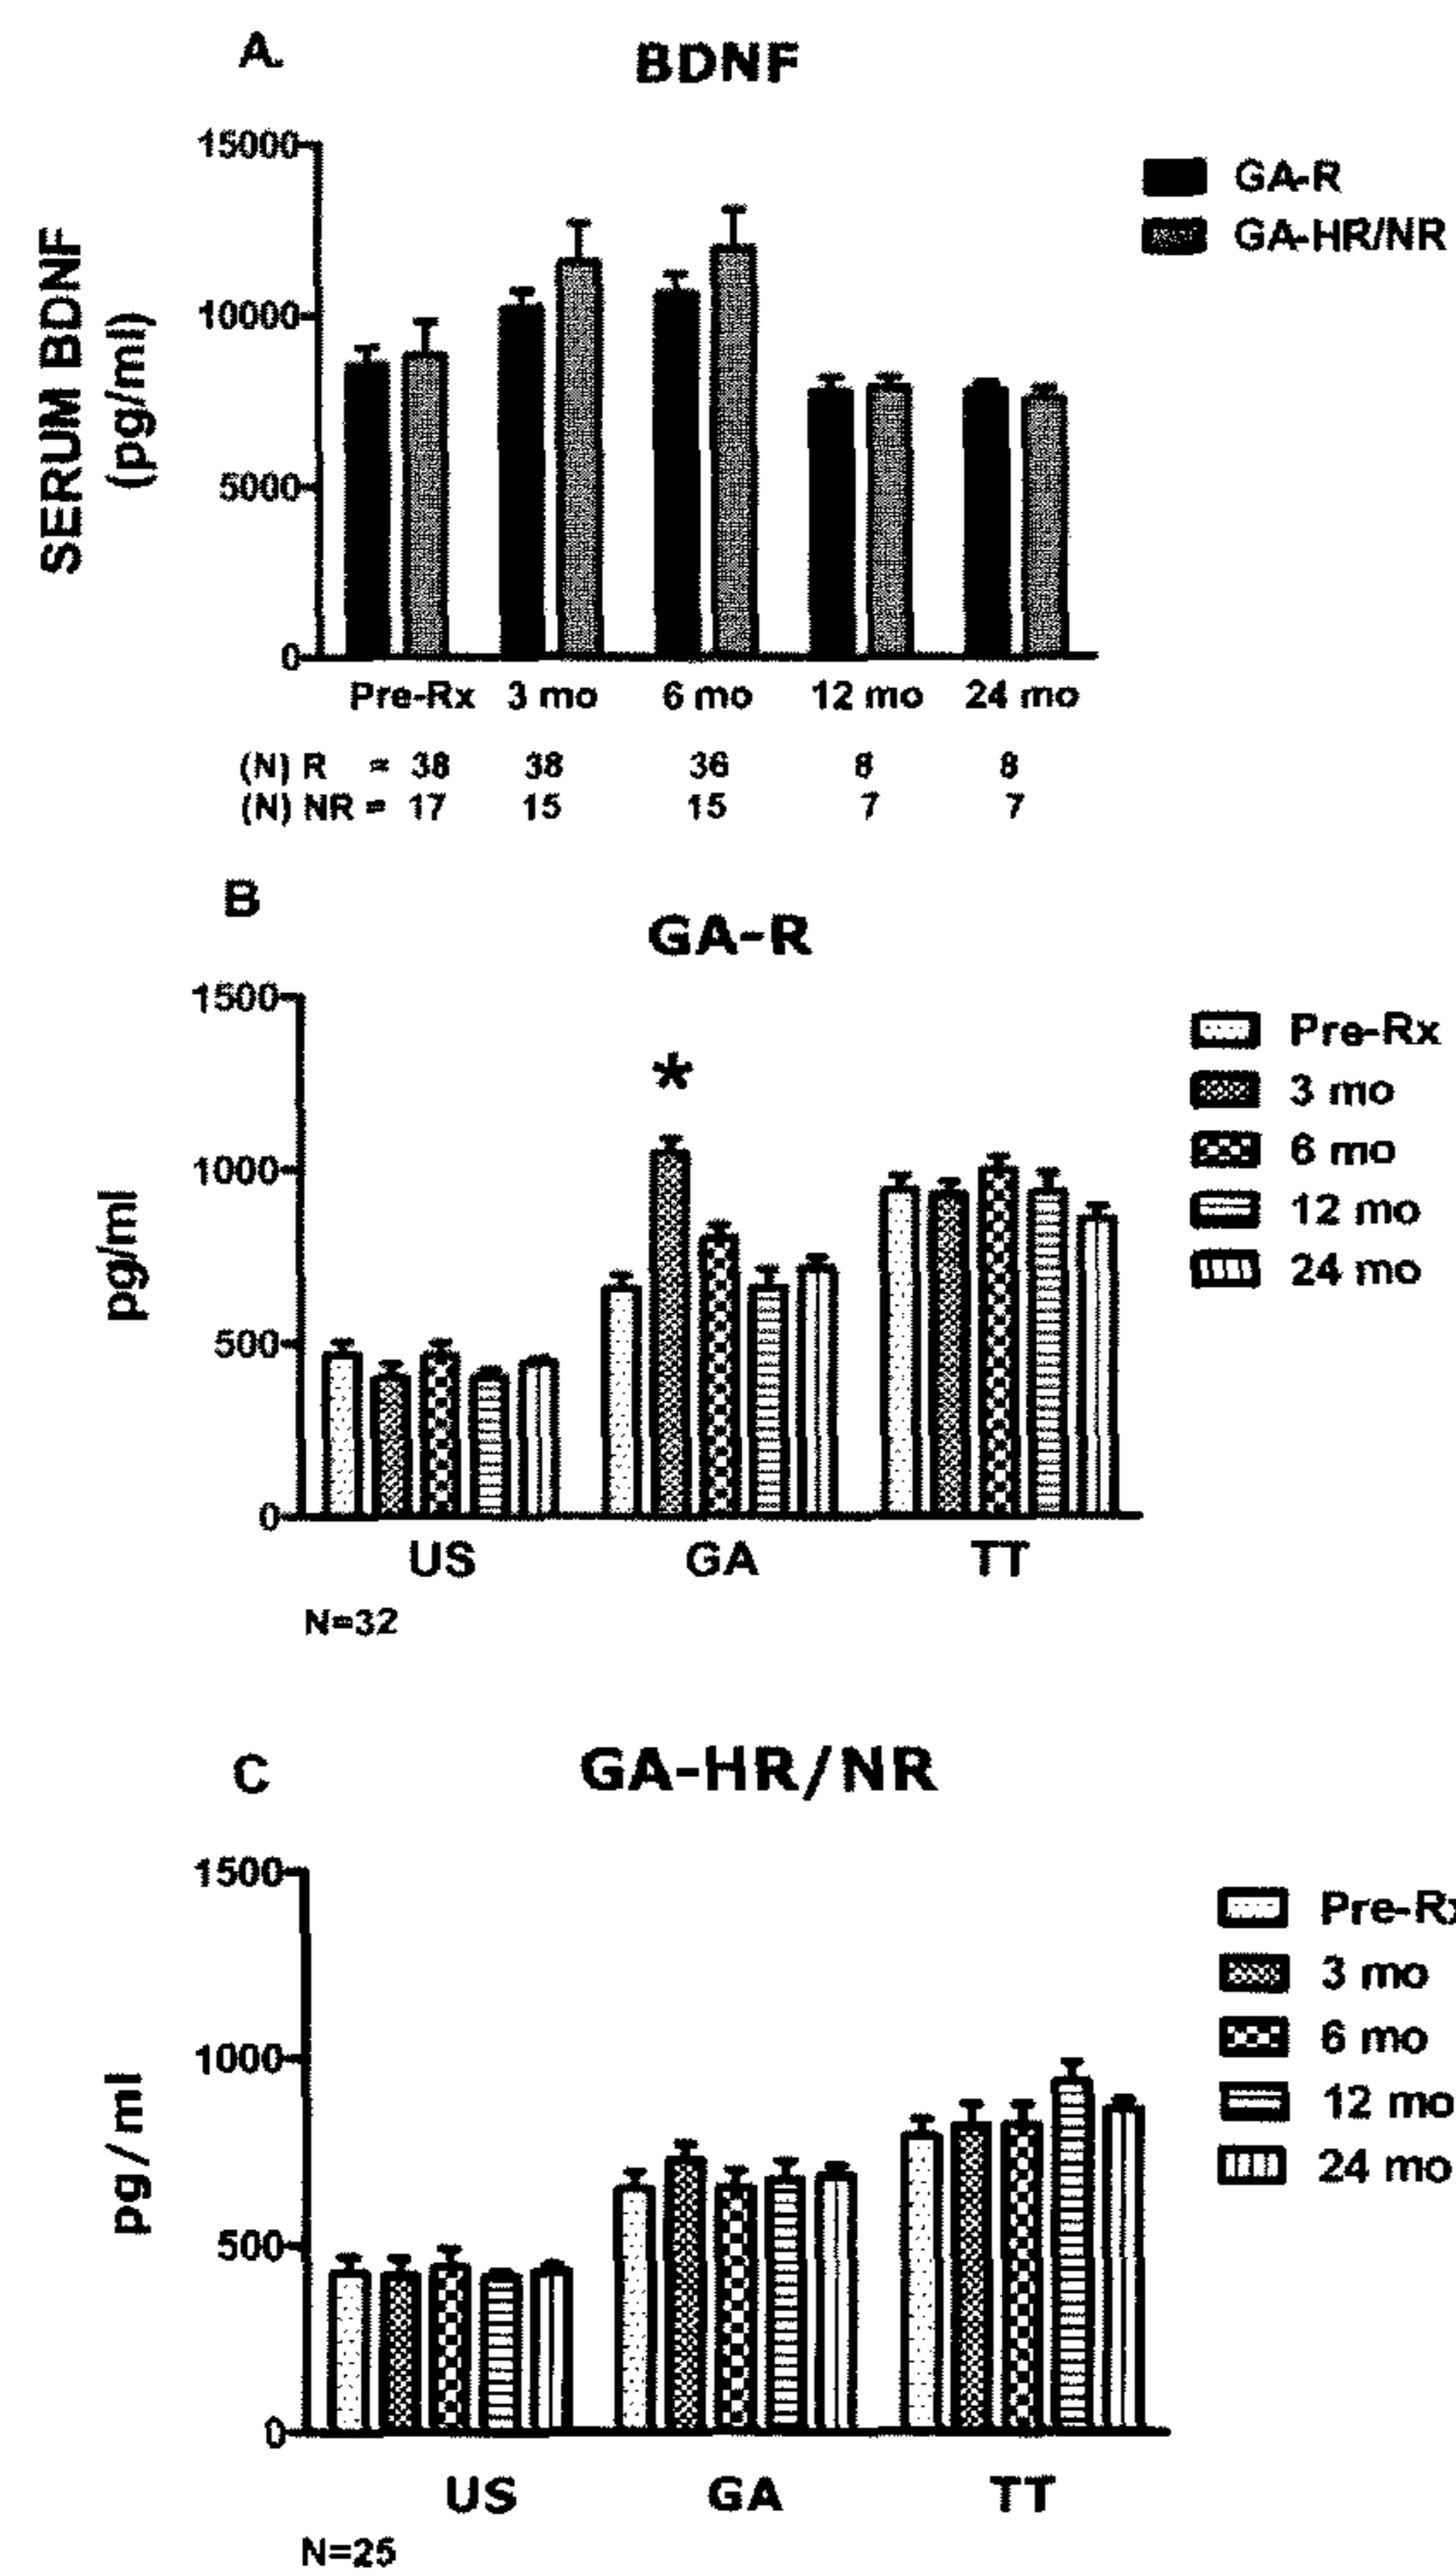 A.
BDNF
15000
10000
5000
0
SERUM BDNF
(pg/ml)
GA-R
GA-HR/NR
Pre-Rx 3 mo 6 mo 12 mo 24 mo
(N) R = 38 38 36 8 8
(N) NR = 17 15 15 7 7
B
GA-R
1500
1000
500
0
pg/ml
*
Pre-Rx
3 mo
6 mo
12 mo
24 mo
US GA TT
N=32
C
GA-HR/NR
1500
1000
500
0
pg/ml
Pre-Rx
3 mo
6 mo
12 mo
24 mo
US GA TT
N=25